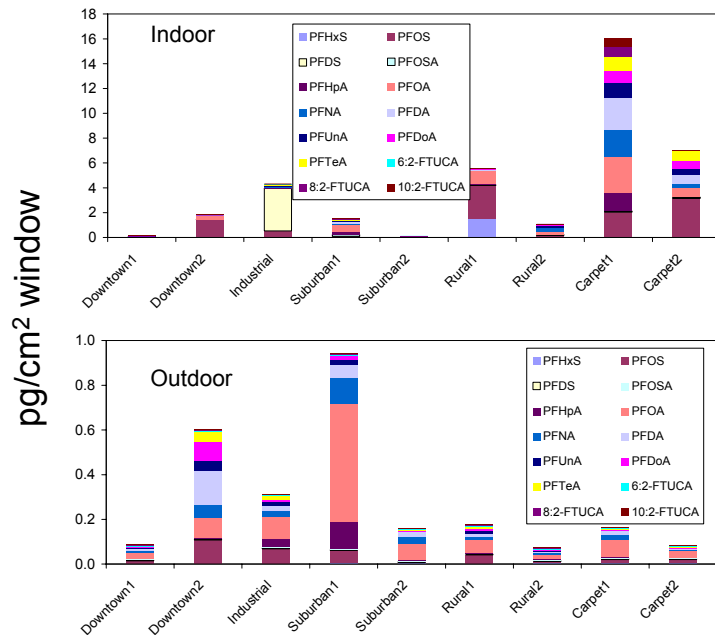 pg/cm² window
Indoor
18
16
14
12
10
8
6
4
2
0
PFHxS PFOS
PFDS PFOSA
PFHpA PFOA
PFNA PFDA
PFUnA PFDoA
PFTeA 6:2-FTUCA
8:2-FTUCA 10:2-FTUCA
Downtown1 Downtown2 Industrial Suburban1 Suburban2 Rural1 Rural2 Carpet1 Carpet2
Outdoor
1.0
0.8
0.6
0.4
0.2
0.0
PFHxS PFOS
PFDS PFOSA
PFHpA PFOA
PFNA PFDA
PFUnA PFDoA
PFTeA 6:2-FTUCA
8:2-FTUCA 10:2-FTUCA
Downtown1 Downtown2 Industrial Suburban1 Suburban2 Rural1 Rural2 Carpet1 Carpet2